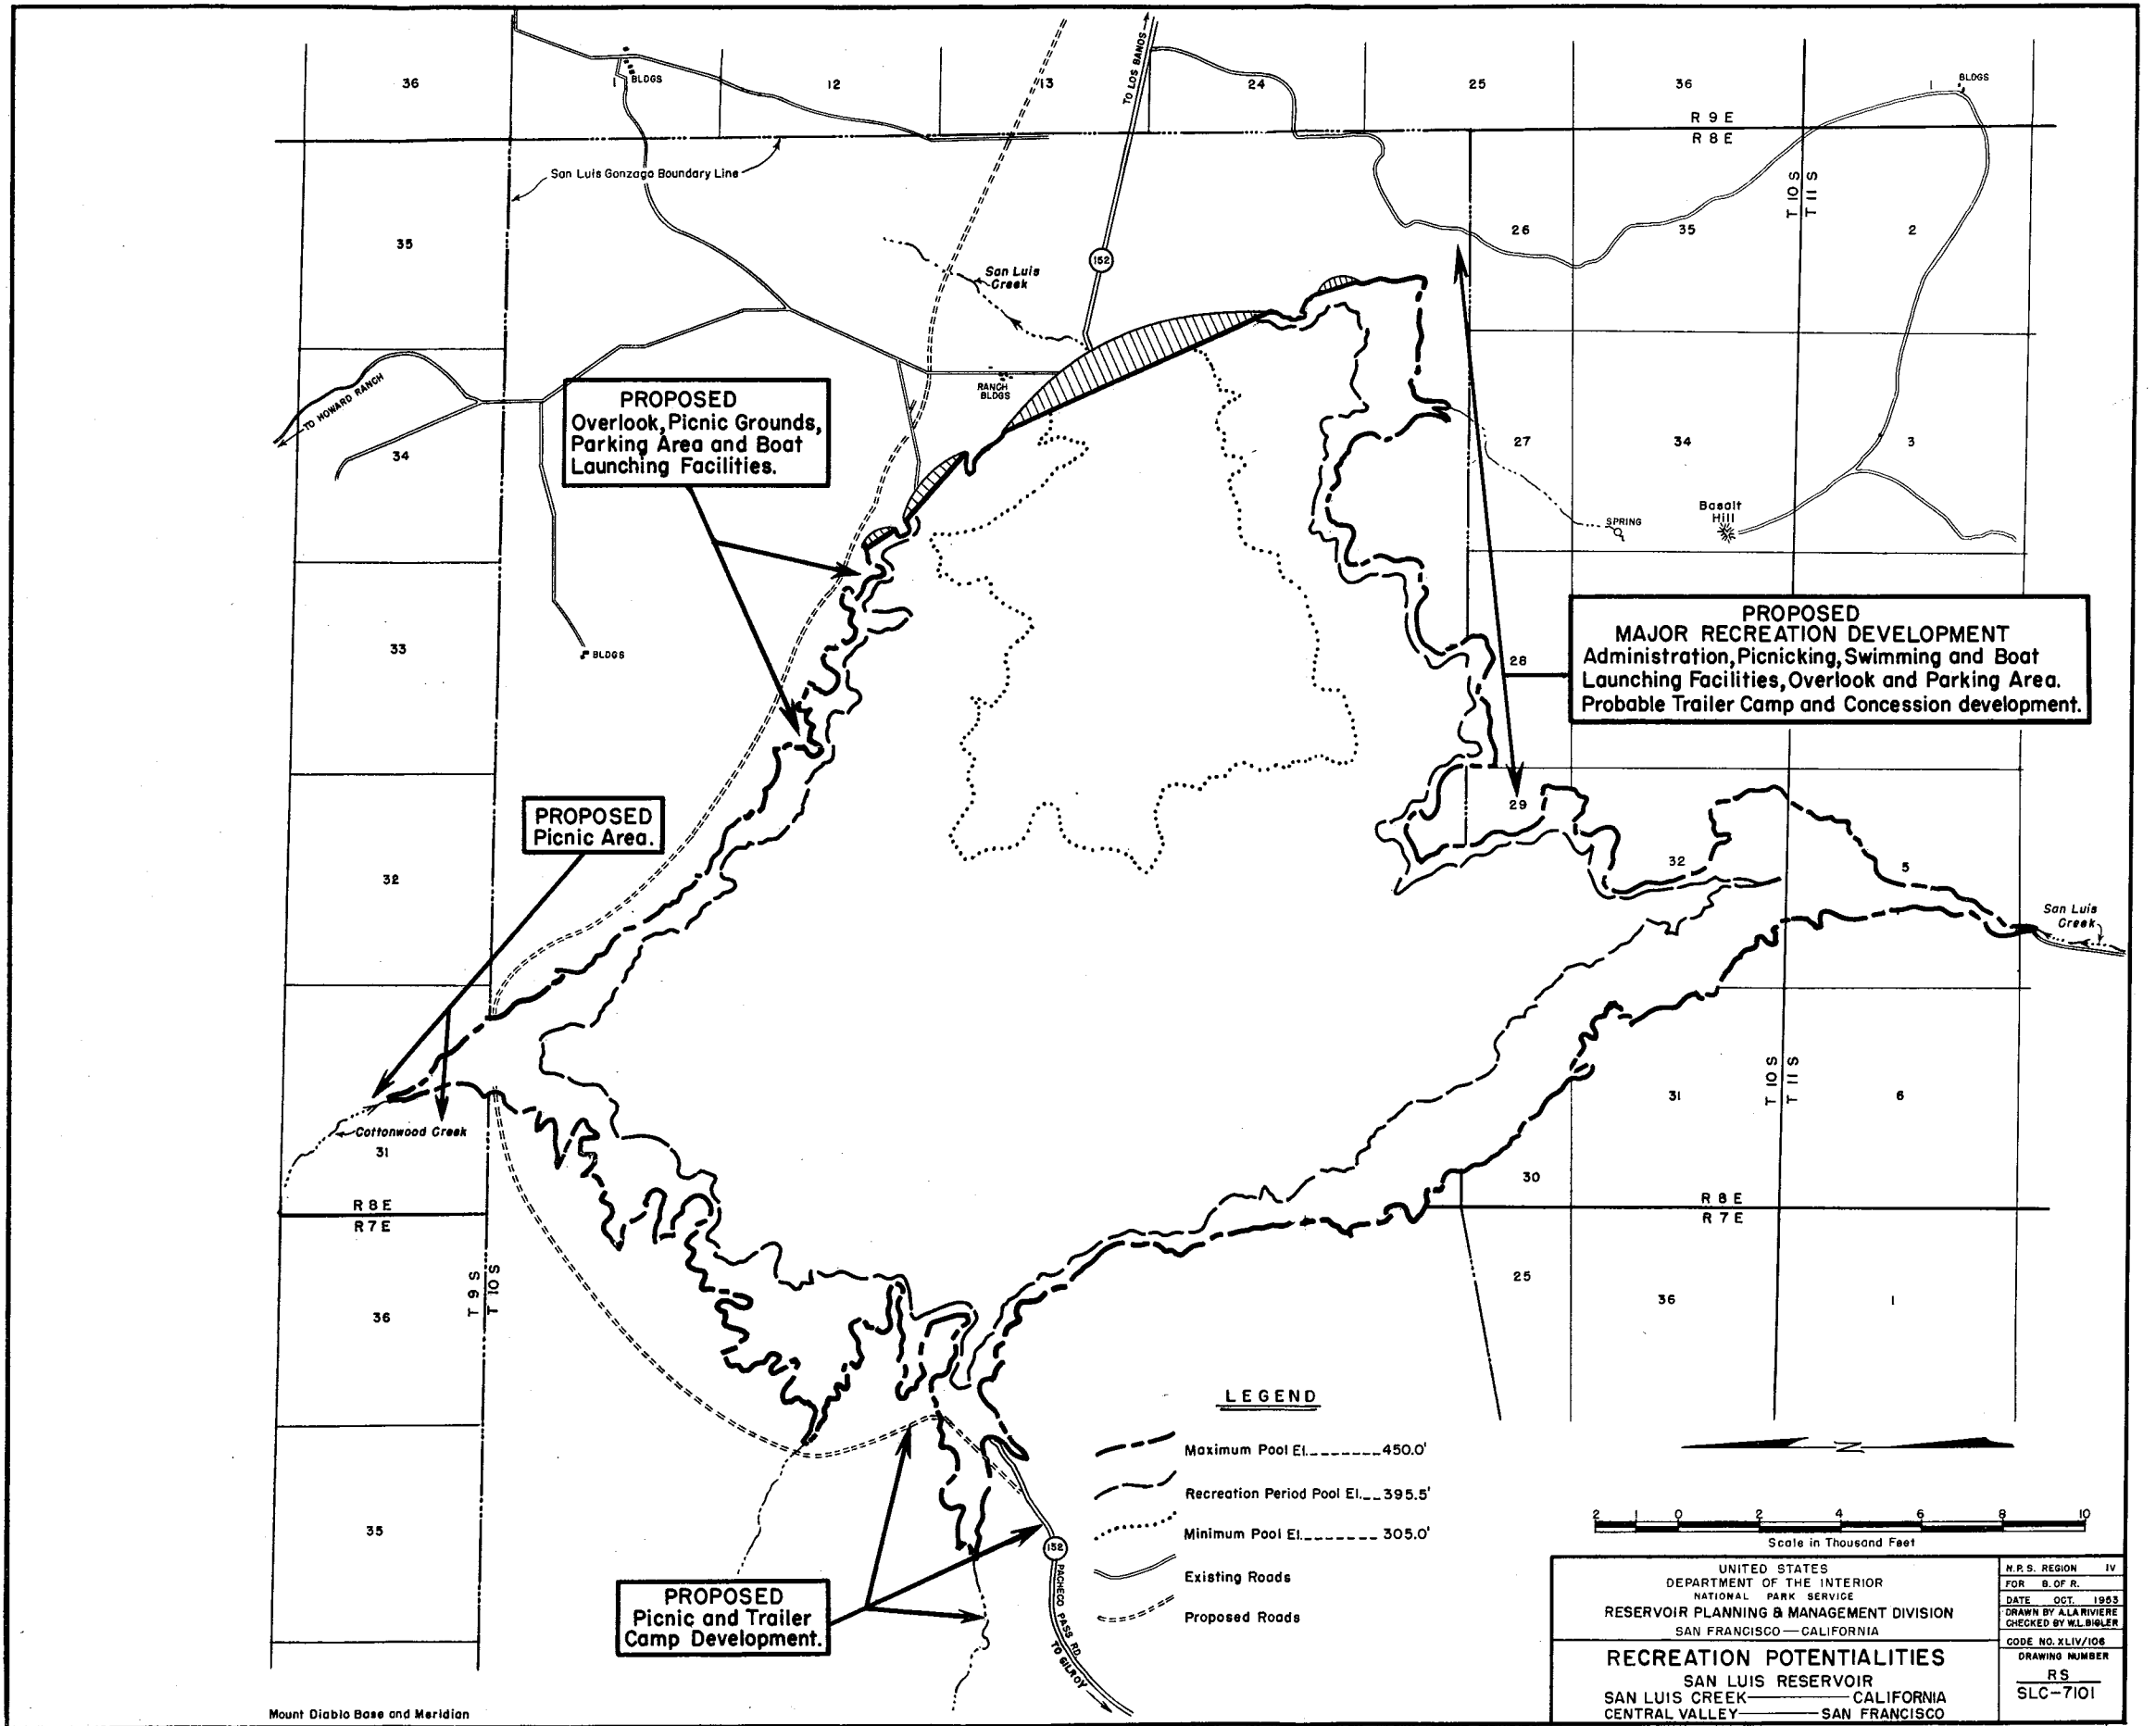 36
1
BLDGS
12
13
TO LOS BANOS
24
25
36
1
BLDGS
R 9 E
R 8 E
San Luis Gonzaga Boundary Line
T 10 S
T 11 S
35
San Luis
Creek
152
26
35
2
TO HOWARD RANCH
34
PROPOSED
Overlook, Picnic Grounds,
Parking Area and Boat
Launching Facilities.
RANCH
BLDGS
27
34
3
SPRING
Basalt
Hill
33
BLDGS
28
PROPOSED
MAJOR RECREATION DEVELOPMENT
Administration, Picnicking, Swimming and Boat
Launching Facilities, Overlook and Parking Area.
Probable Trailer Camp and Concession development.
PROPOSED
Picnic Area.
29
32
32
5
San Luis
Creek
Cottonwood Creek
31
R 8 E
R 7 E
T 10 S
T 11 S
31
6
30
R 8 E
R 7 E
T 9 S
T 10 S
36
25
36
1
35
LEGEND
Maximum Pool El.________450.0'
Recreation Period Pool El.__395.5'
Minimum Pool El.________305.0'
Existing Roads
Proposed Roads
N
2 1 0 2 4 6 8 10
Scale in Thousand Feet
PROPOSED
Picnic and Trailer
Camp Development.
152
PACHECO PASS RD.
TO GILROY
UNITED STATES
DEPARTMENT OF THE INTERIOR
NATIONAL PARK SERVICE
RESERVOIR PLANNING & MANAGEMENT DIVISION
SAN FRANCISCO—CALIFORNIA
RECREATION POTENTIALITIES
SAN LUIS RESERVOIR
SAN LUIS CREEK————CALIFORNIA
CENTRAL VALLEY————SAN FRANCISCO
N.P.S. REGION IV
FOR B. OF R.
DATE OCT. 1953
DRAWN BY A.LARIVIERE
CHECKED BY W.L.BIGLER
CODE NO. XLIV/106
DRAWING NUMBER
RS
SLC-7101
Mount Diablo Base and Meridian